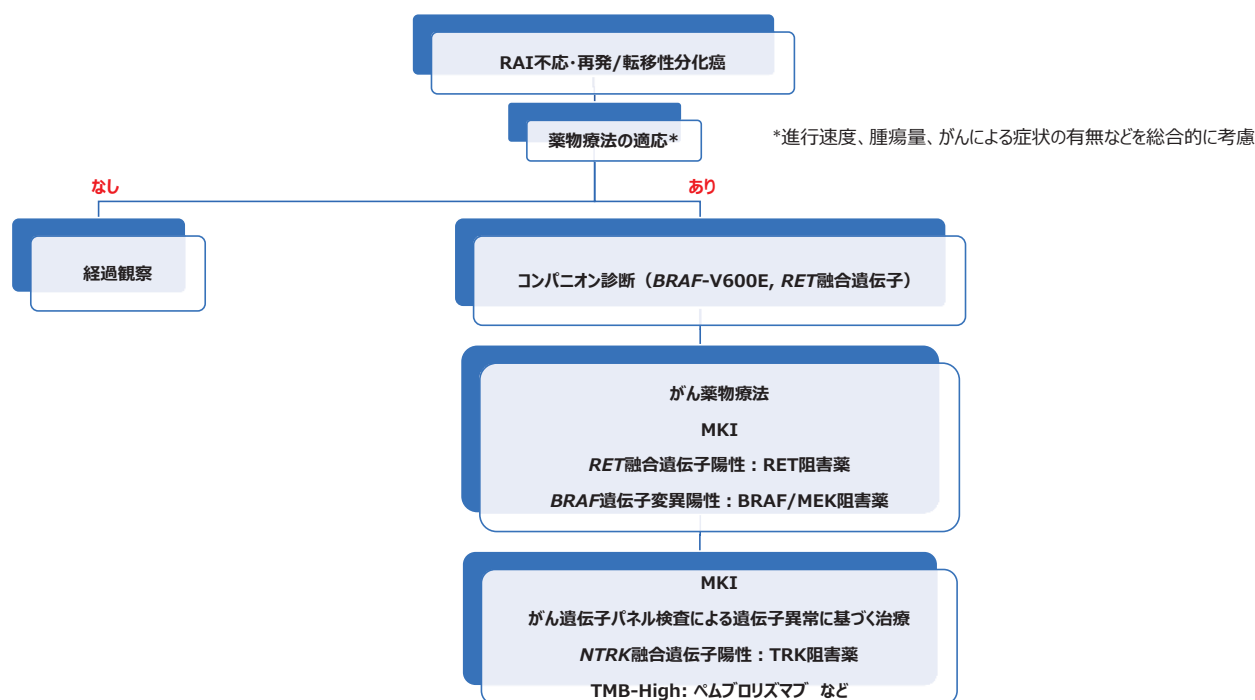 RAI不応・再発/転移性分化癌
薬物療法の適応*
*進行速度、腫瘍量、がんによる症状の有無などを総合的に考慮
なし
あり
経過観察
コンパニオン診断（BRAF-V600E, RET融合遺伝子）
がん薬物療法
MKI
RET融合遺伝子陽性：RET阻害薬
BRAF遺伝子変異陽性：BRAF/MEK阻害薬
MKI
がん遺伝子パネル検査による遺伝子異常に基づく治療
NTRK融合遺伝子陽性：TRK阻害薬
TMB-High: ペムブロリズマブ など